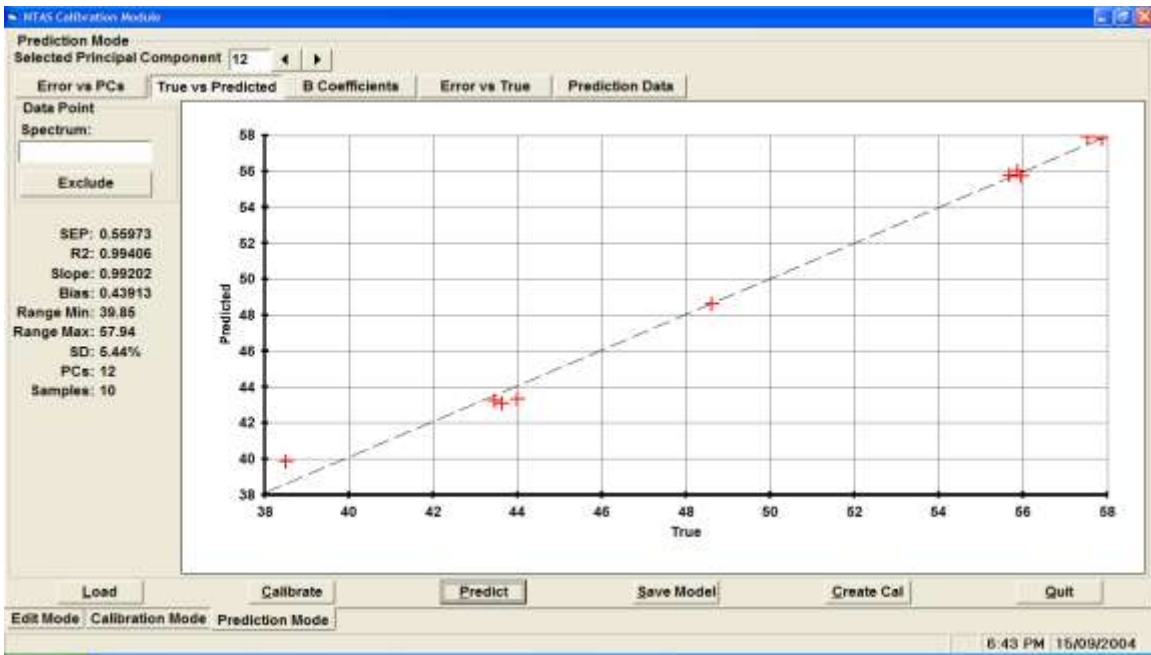 NTAS Calibration Module
Prediction Mode
Selected Principal Component 12
Error vs PCs True vs Predicted B Coefficients Error vs True Prediction Data
Data Point
Spectrum:
Exclude
SEP: 0.55973
R2: 0.99406
Slope: 0.99202
Bias: 0.43913
Range Min: 39.85
Range Max: 57.94
SD: 5.44%
PCs: 12
Samples: 10
58
56
54
52
50
48
46
44
42
40
38
Predicted
38 40 42 44 46 48 50 52 54 56 58
True
Load Calibrate Predict Save Model Create Cal Quit
Edit Mode Calibration Mode Prediction Mode
6:43 PM 15/09/2004